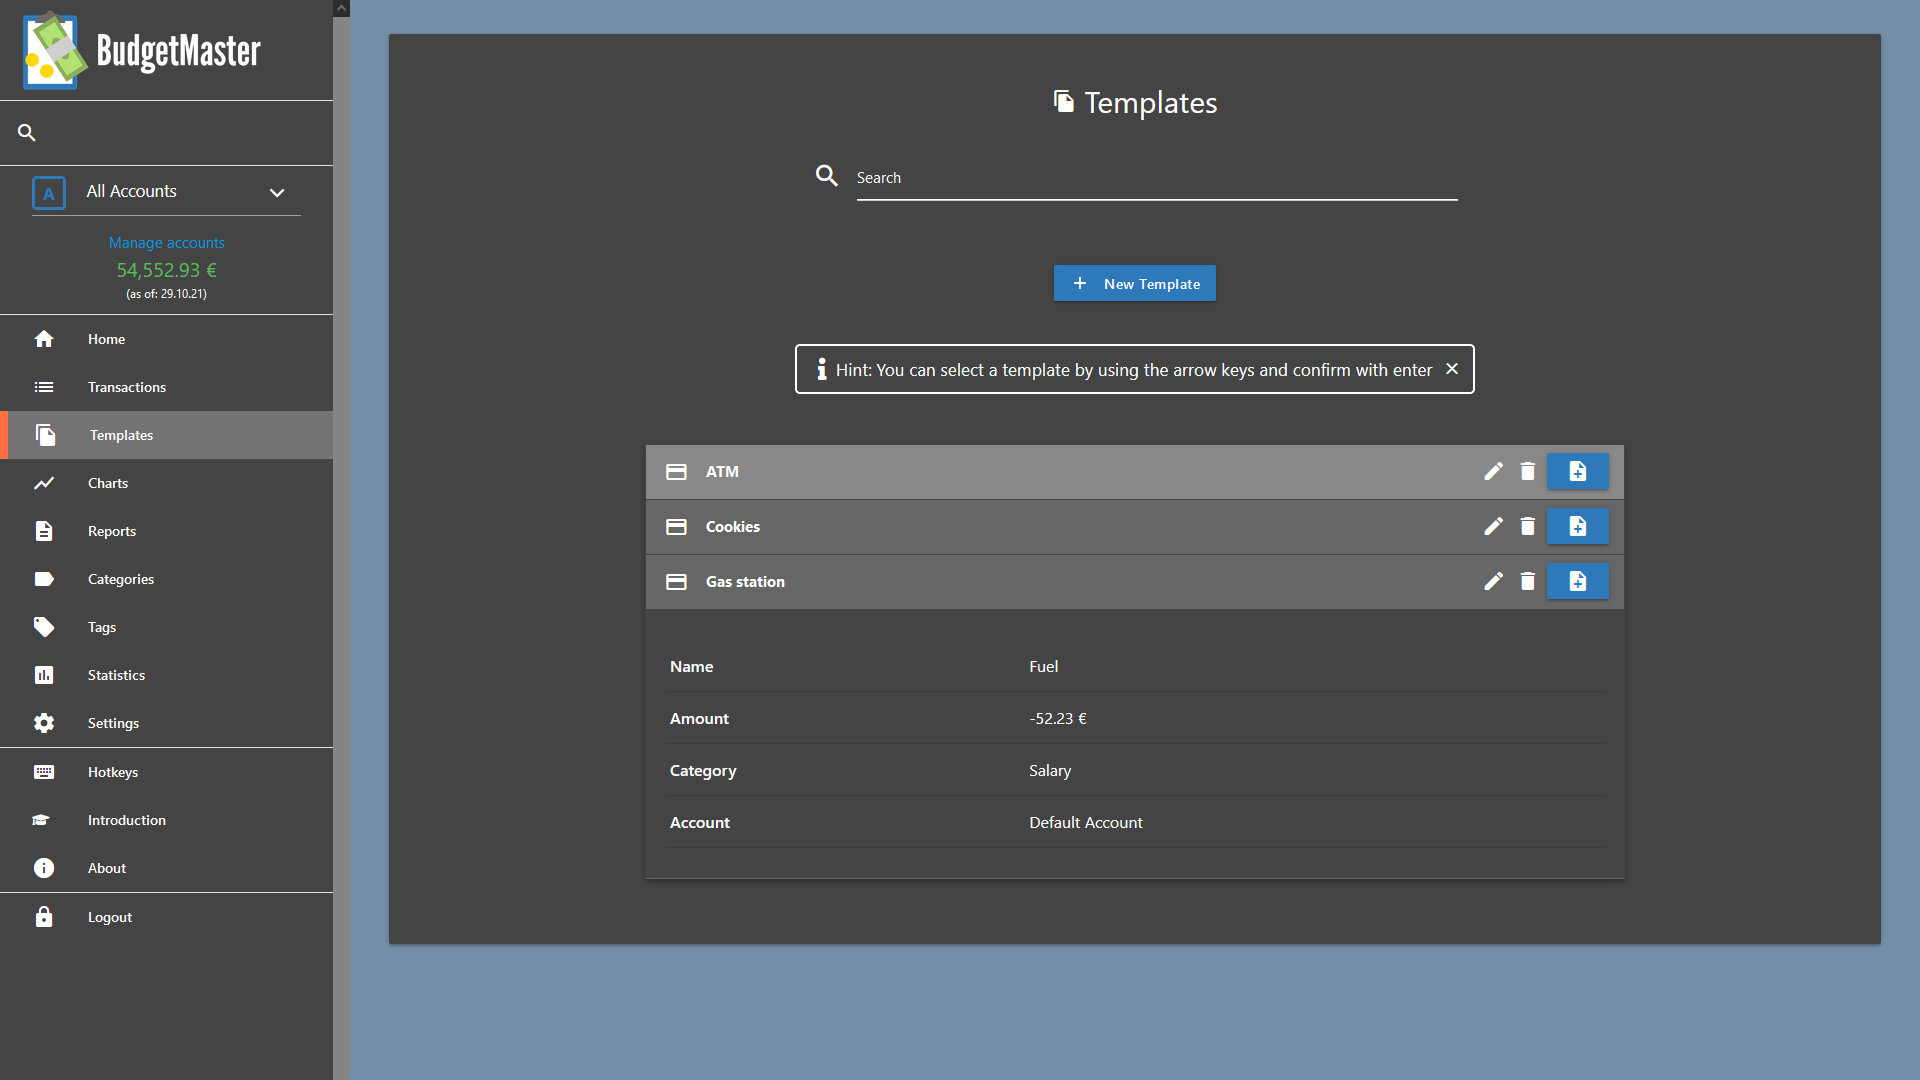 BudgetMaster
A All Accounts
Manage accounts
54,552.93 €
(as of: 29.10.21)
Home
Transactions
Templates
Charts
Reports
Categories
Tags
Statistics
Settings
Hotkeys
Introduction
About
Logout
Templates
Search
New Template
Hint: You can select a template by using the arrow keys and confirm with enter
ATM
Cookies
Gas station
Name Fuel
Amount -52.23 €
Category Salary
Account Default Account